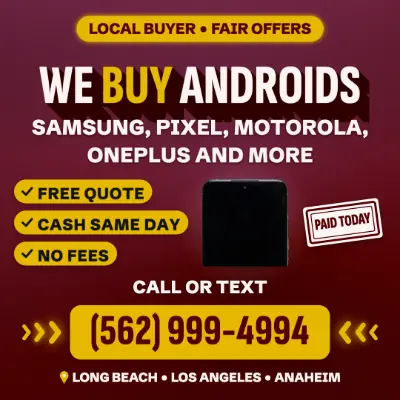 LOCAL BUYER • FAIR OFFERS
WE BUY ANDROIDS
SAMSUNG, PIXEL, MOTOROLA,
ONEPLUS AND MORE
✓ FREE QUOTE
✓ CASH SAME DAY
✓ NO FEES
PAID TODAY
CALL OR TEXT
(562) 999-4994
LONG BEACH • LOS ANGELES • ANAHEIM